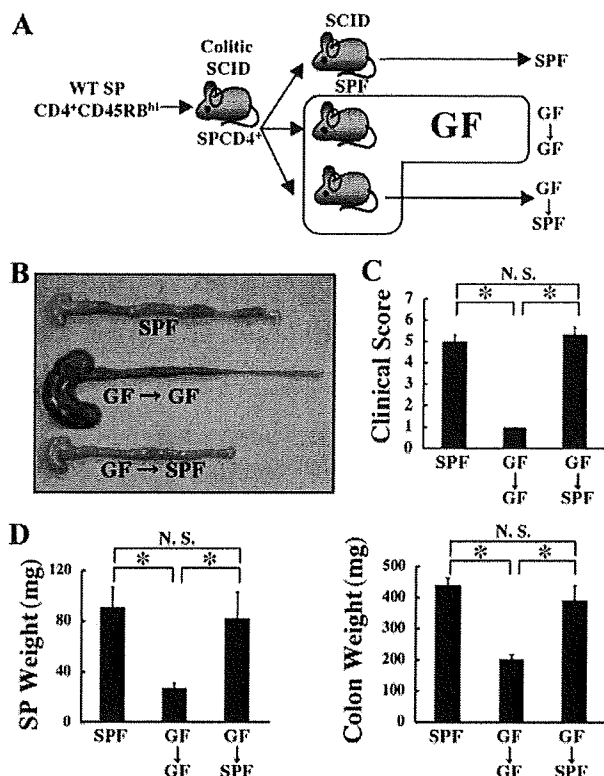 A
SCID
Colitic
SCID
SPF
WT SP
CD4+CD45RBhi
SPF
SPCD4+
GF
GF
↓
GF
GF
↓
SPF
B
SPF
GF → GF
GF → SPF
C
N. S.
* *
Clinical Score
7
6
5
4
3
2
1
0
SPF GF GF
↓ ↓
GF SPF
D
N. S.
* *
SP Weight (mg)
120
80
40
0
SPF GF GF
↓ ↓
GF SPF
N. S.
* *
Colon Weight (mg)
500
400
300
200
100
0
SPF GF GF
↓ ↓
GF SPF